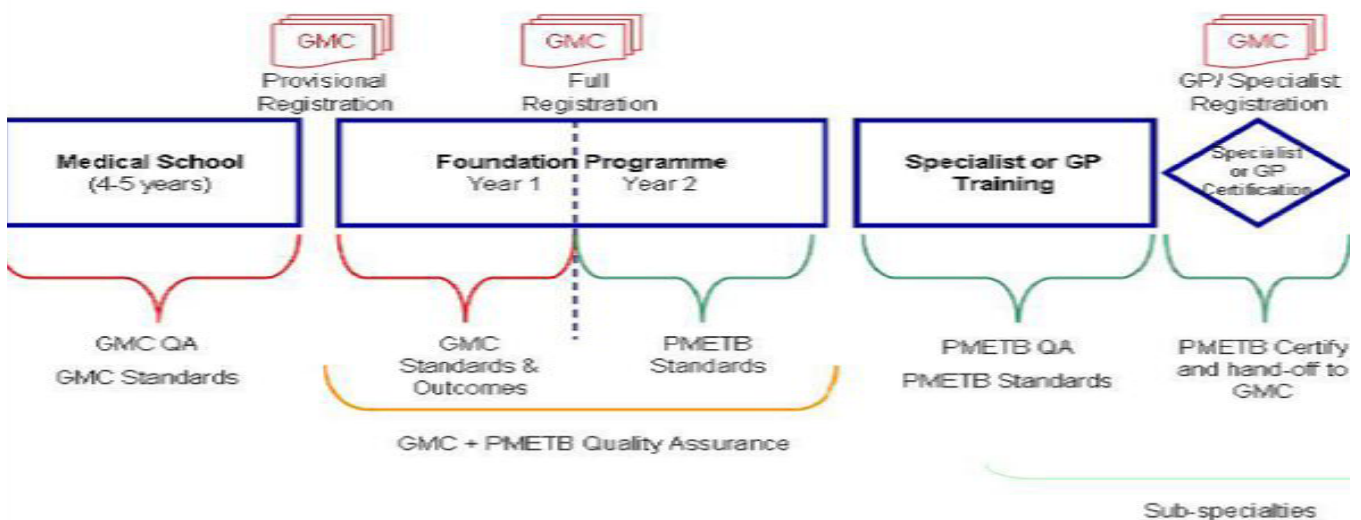 GMC
GMC
GMC
Provisional
Registration
Full
Registration
GP/ Specialist
Registration
Medical School
(4-5 years)
Foundation Programme
Year 1 Year 2
Specialist or GP
Training
Specialist
or GP
Certification
GMC QA
GMC Standards
GMC
Standards &
Outcomes
PMETB
Standards
PMETB QA
PMETB Standards
PMETB Certify
and hand-off to
GMC
GMC + PMETB Quality Assurance
Sub-specialties